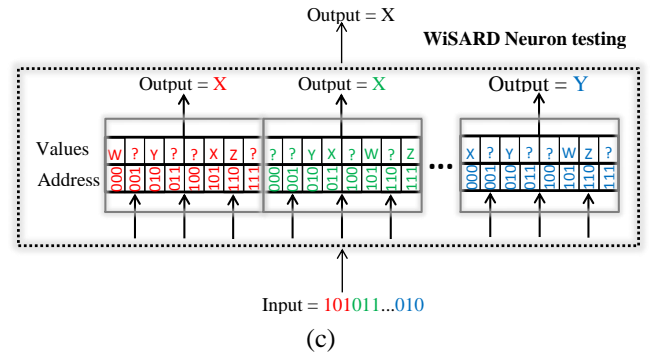 Output = X
WiSARD Neuron testing
Output = X Output = X Output = Y
Values W ? Y ? ? X Z ? ? ? Y X ? W ? Z ... X ? Y ? ? W Z ?
Address 000 001 010 011 100 101 110 111 000 001 010 011 100 101 110 111 000 001 010 011 100 101 110 111
Input = 101011...010
(c)